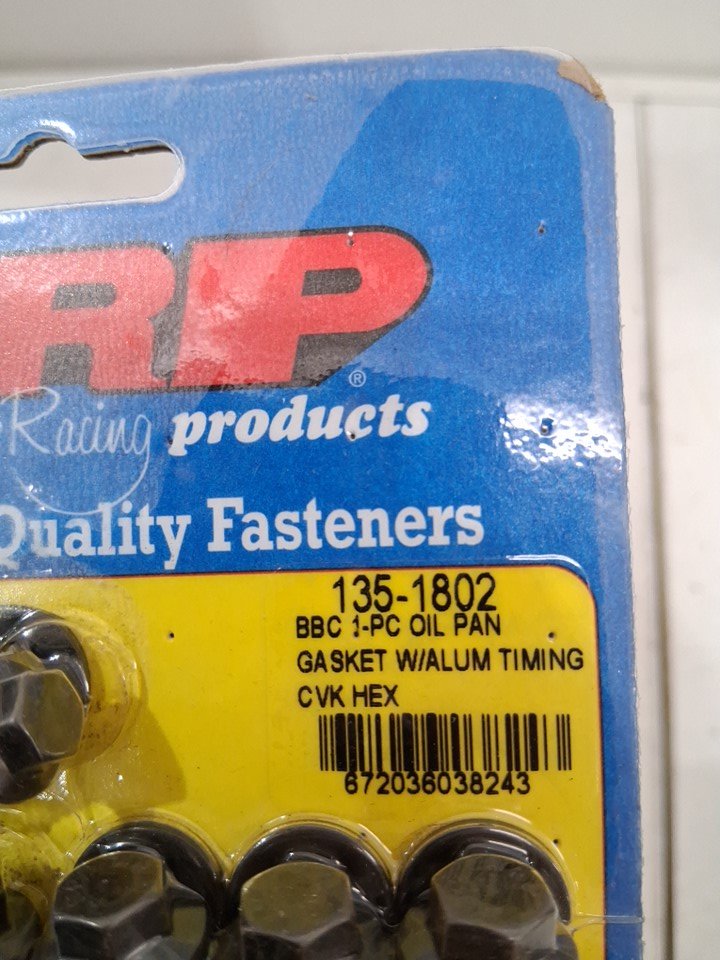 RP®
Racing products
Quality Fasteners
135-1802
BBC 1-PC OIL PAN
GASKET W/ALUM TIMING
CVK HEX
672036038243